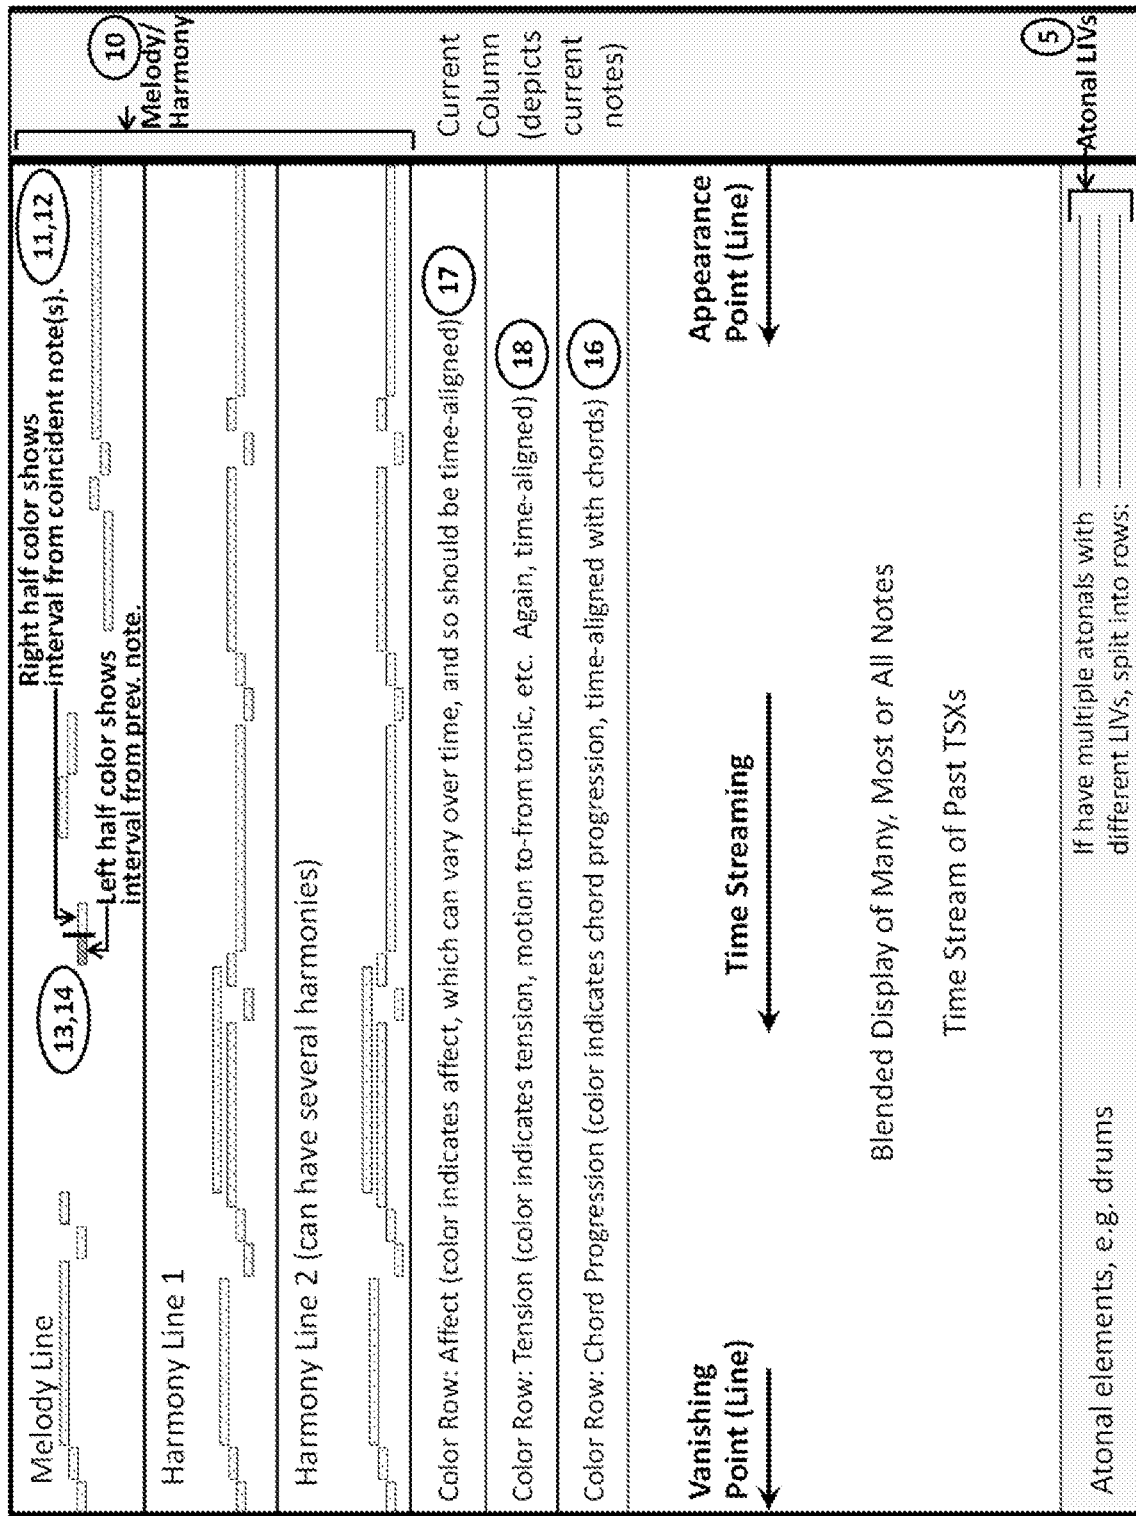 Melody Line
13,14
Right half color shows
interval from coincident note(s).
11,12
Left half color shows
interval from prev. note.
10
Melody/
Harmony
Harmony Line 1
Harmony Line 2 (can have several harmonies)
Color Row: Affect (color indicates affect, which can vary over time, and so should be time-aligned)
17
Color Row: Tension (color indicates tension, motion to-from tonic, etc.  Again, time-aligned)
18
Color Row: Chord Progression (color indicates chord progression, time-aligned with chords)
16
Current
Column
(depicts
current
notes)
Vanishing
Point (Line)
Time Streaming
Appearance
Point (Line)
Blended Display of Many, Most or All Notes
Time Stream of Past TSXs
Atonal elements, e.g. drums
If have multiple atonals with
different LIVs, split into rows:
5
Atonal LIVs